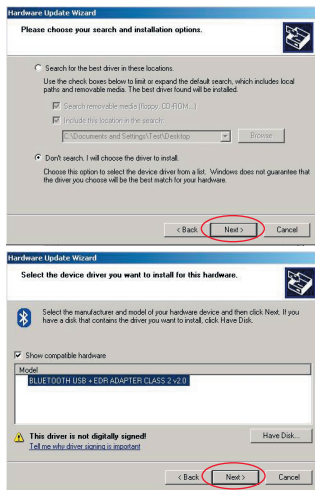 Hardware Update Wizard
Please choose your search and installation options.
Search for the best driver in these locations.
Use the check boxes below to limit or expand the default search, which includes local
paths and removable media. The best driver found will be installed.
Search removable media (floppy, CD-ROM...)
Include this location in the search:
C:\Documents and Settings\Test\Desktop
Browse
Don't search. I will choose the driver to install.
Choose this option to select the device driver from a list. Windows does not guarantee that
the driver you choose will be the best match for your hardware.
< Back Next > Cancel
Hardware Update Wizard
Select the device driver you want to install for this hardware.
Select the manufacturer and model of your hardware device and then click Next. If you
have a disk that contains the driver you want to install, click Have Disk.
Show compatible hardware
Model
BLUETOOTH USB + EDR ADAPTER CLASS 2 v2.0
This driver is not digitally signed!
Have Disk...
Tell me why driver signing is important
< Back Next > Cancel